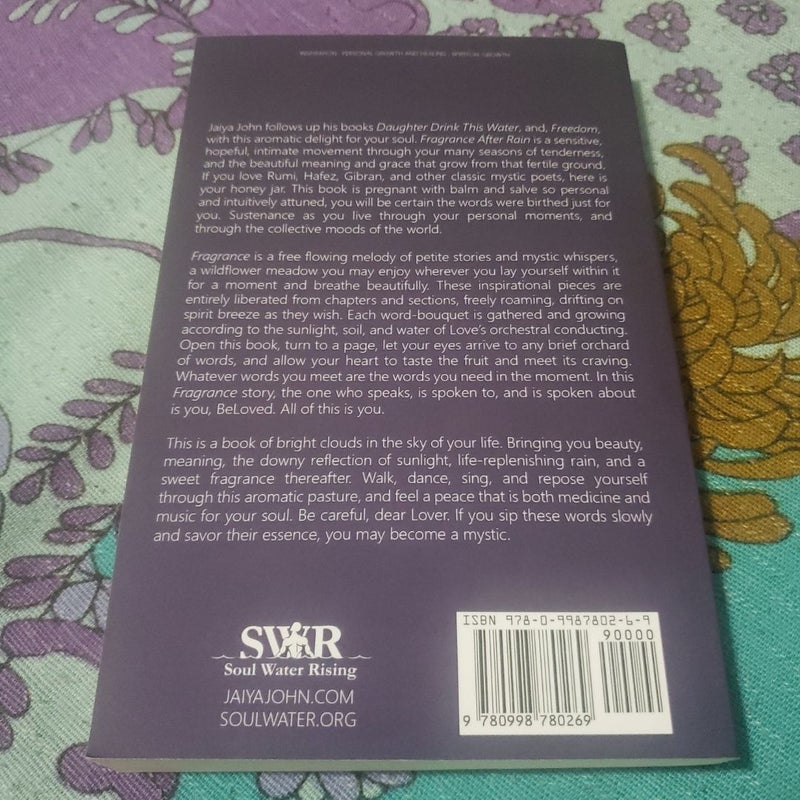 INSPIRATION · PERSONAL GROWTH AND HEALING · SPIRITUAL GROWTH
Jaiya John follows up his books Daughter Drink This Water, and, Freedom,
with this aromatic delight for your soul. Fragrance After Rain is a sensitive,
hopeful, intimate movement through your many seasons of tenderness,
and the beautiful meaning and grace that grow from that fertile ground.
If you love Rumi, Hafez, Gibran, and other classic mystic poets, here is
your honey jar. This book is pregnant with balm and salve so personal
and intuitively attuned, you will be certain the words were birthed just for
you. Sustenance as you live through your personal moments, and
through the collective moods of the world.
Fragrance is a free flowing melody of petite stories and mystic whispers,
a wildflower meadow you may enjoy wherever you lay yourself within it
for a moment and breathe beautifully. These inspirational pieces are
entirely liberated from chapters and sections, freely roaming, drifting on
spirit breeze as they wish. Each word-bouquet is gathered and growing
according to the sunlight, soil, and water of Love's orchestral conducting.
Open this book, turn to a page, let your eyes arrive to any brief orchard
of words, and allow your heart to taste the fruit and meet its craving.
Whatever words you meet are the words you need in the moment. In this
Fragrance story, the one who speaks, is spoken to, and is spoken about
is you, BeLoved. All of this is you.
This is a book of bright clouds in the sky of your life. Bringing you beauty,
meaning, the downy reflection of sunlight, life-replenishing rain, and a
sweet fragrance thereafter. Walk, dance, sing, and repose yourself
through this aromatic pasture, and feel a peace that is both medicine and
music for your soul. Be careful, dear Lover. If you sip these words slowly
and savor their essence, you may become a mystic.
SWR
Soul Water Rising
JAIYAJOHN.COM
SOULWATER.ORG
ISBN 978-0-9987802-6-9
90000
9 780998 780269